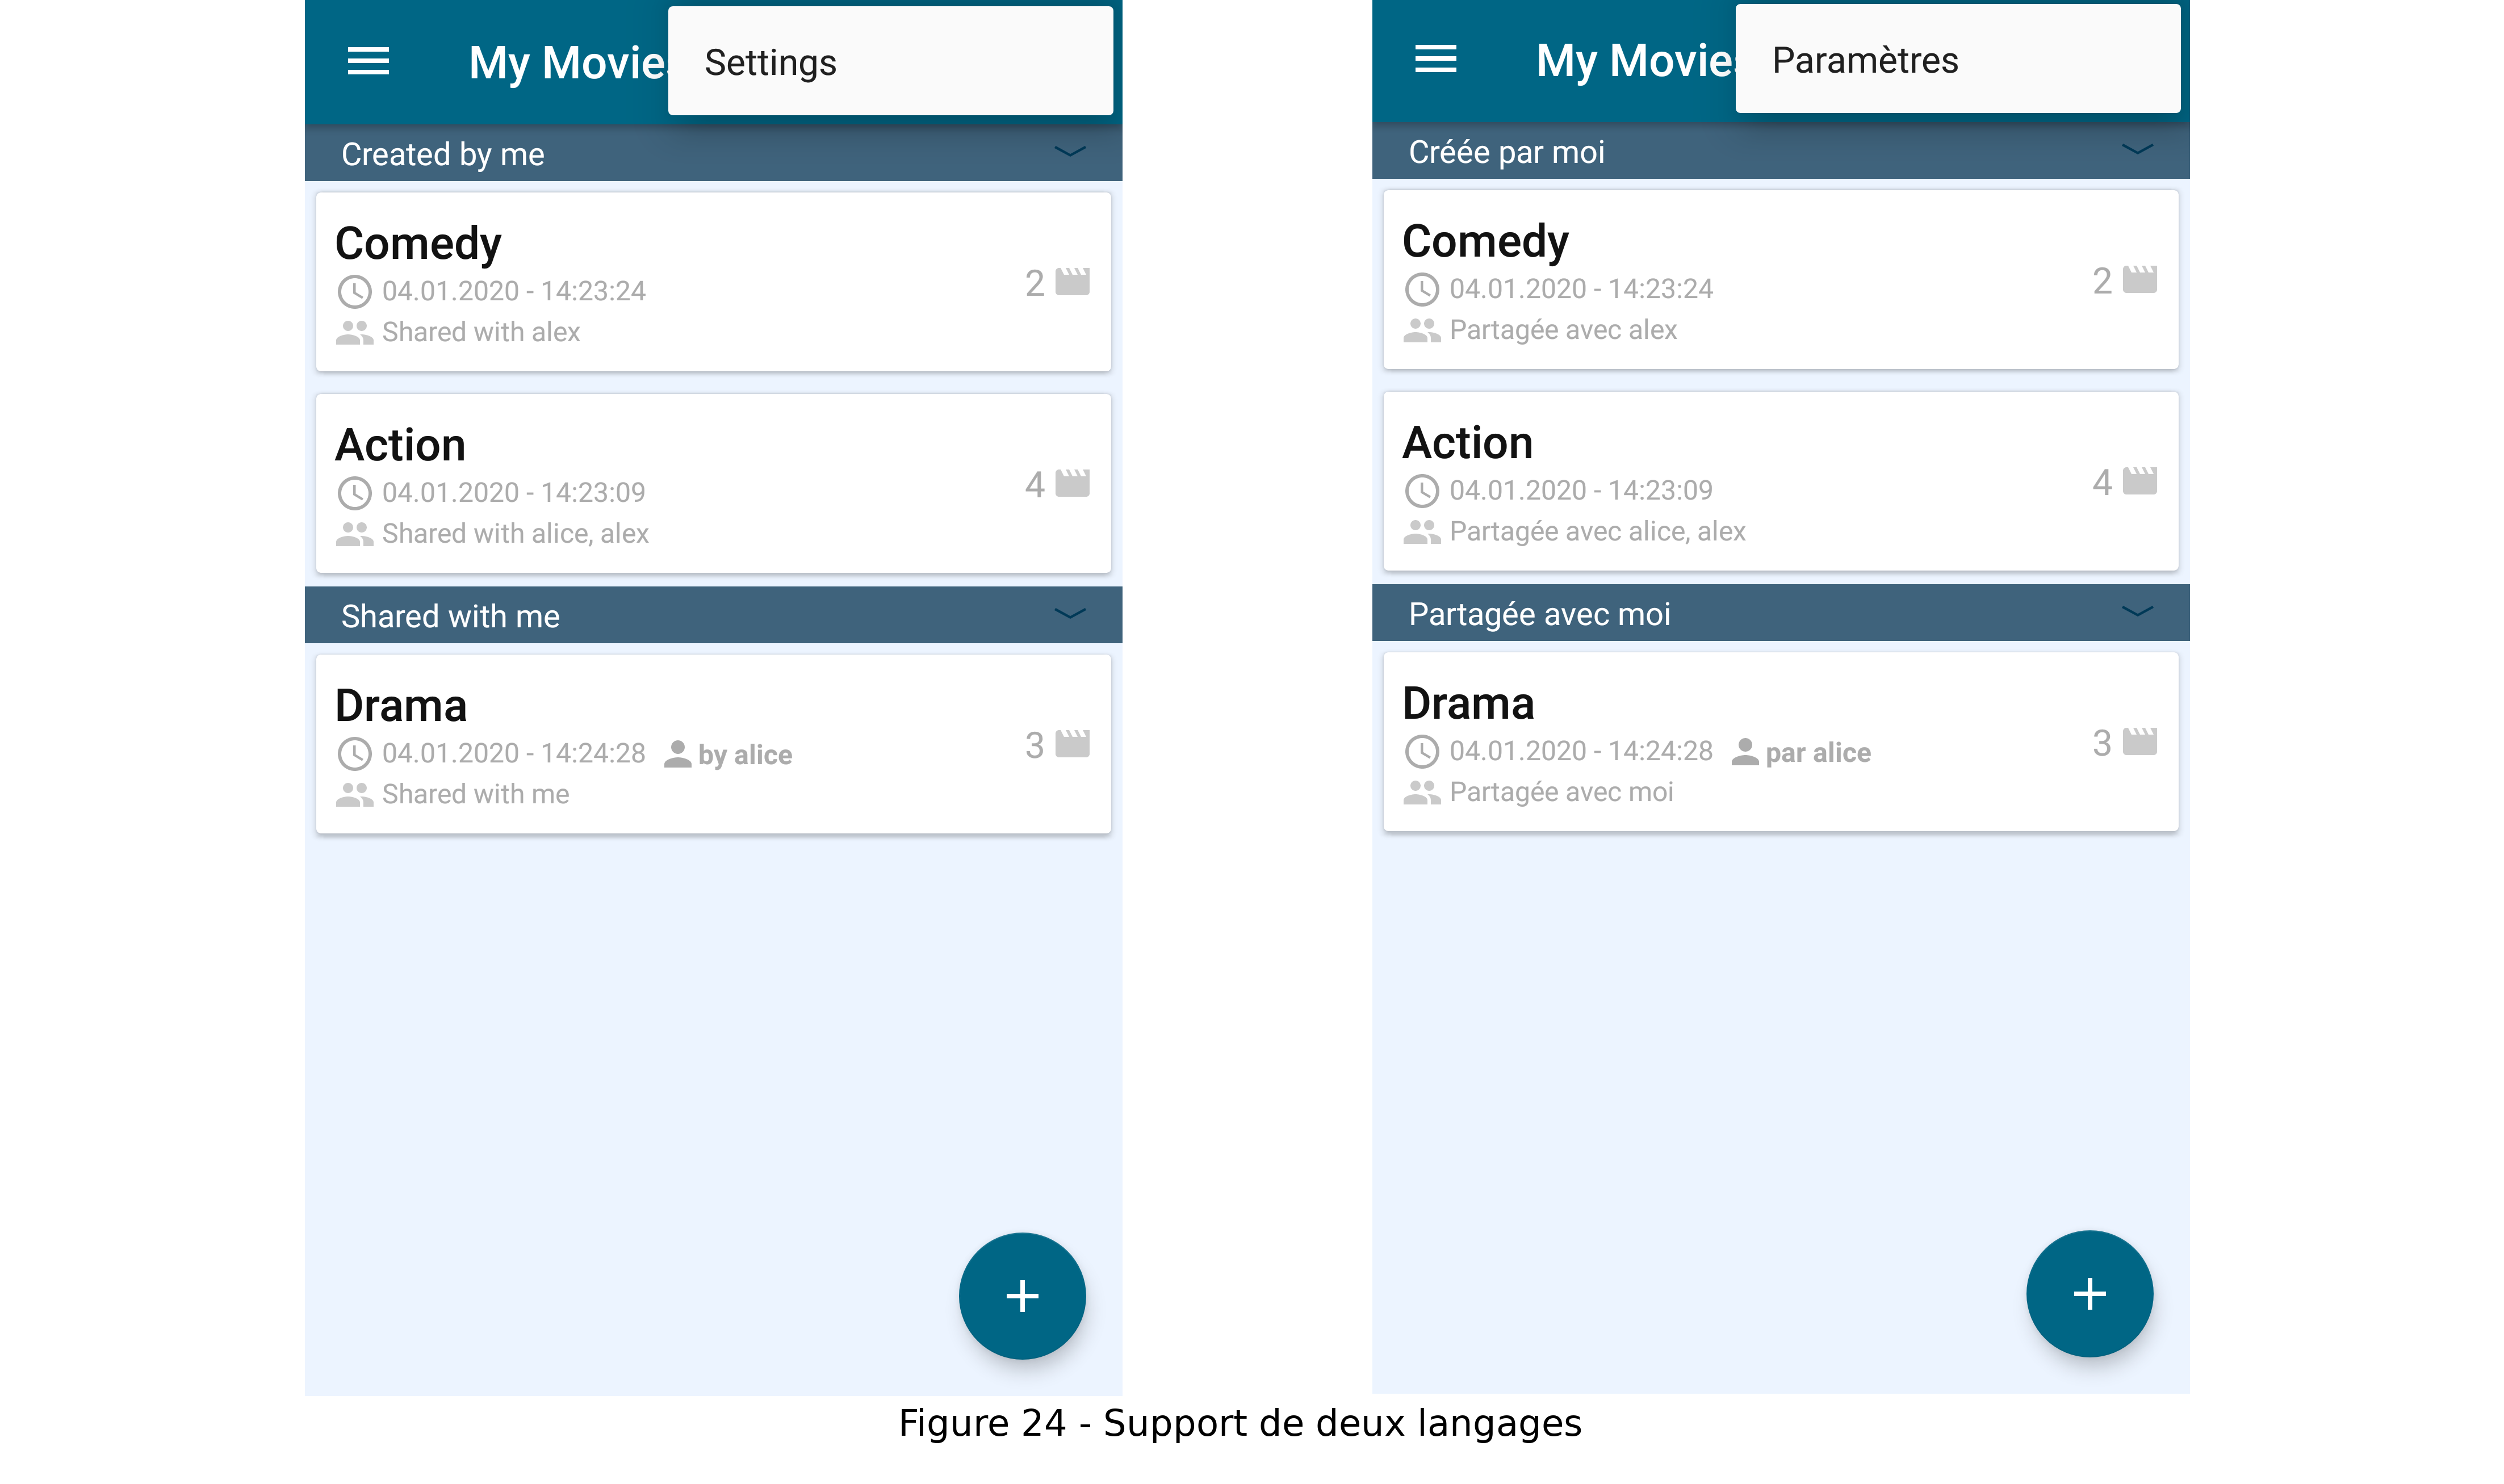 My Movie
Settings
Created by me
Comedy
04.01.2020 - 14:23:24
2
Shared with alex
Action
04.01.2020 - 14:23:09
4
Shared with alice, alex
Shared with me
Drama
04.01.2020 - 14:24:28 by alice
3
Shared with me
+
My Movie
Paramètres
Créée par moi
Comedy
04.01.2020 - 14:23:24
2
Partagée avec alex
Action
04.01.2020 - 14:23:09
4
Partagée avec alice, alex
Partagée avec moi
Drama
04.01.2020 - 14:24:28 par alice
3
Partagée avec moi
+
Figure 24 - Support de deux langages